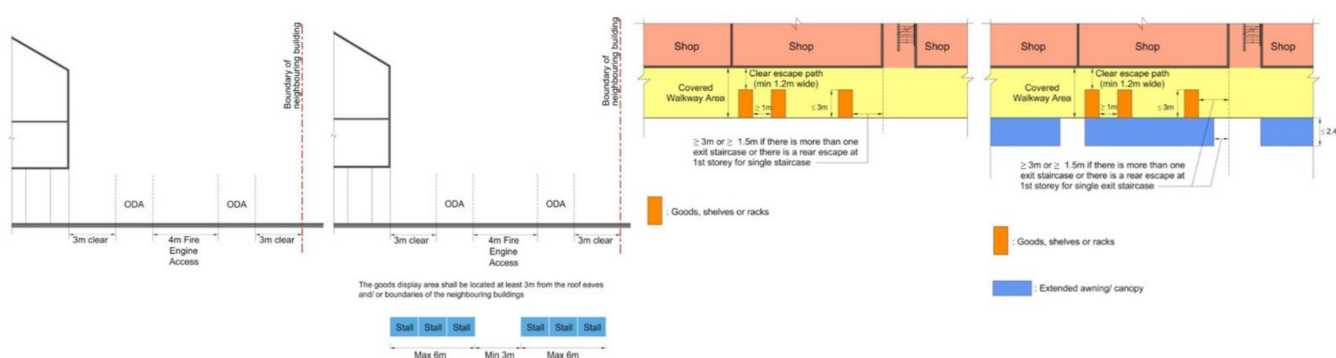 Boundary of
neighbouring building
ODA
ODA
3m clear
4m Fire
Engine
Access
3m clear
Boundary of
neighbouring building
ODA
ODA
3m clear
4m Fire
Engine
Access
3m clear
The goods display area shall be located at least 3m from the roof eaves
and/ or boundaries of the neighbouring buildings
Stall Stall Stall
Stall Stall Stall
Max 6m
Min 3m
Max 6m
Shop
Shop
Shop
Covered
Walkway Area
Clear escape path
(min 1.2m wide)
≥ 1m
≤ 3m
≥ 3m or ≥ 1.5m if there is more than one
exit staircase or there is a rear escape at
1st storey for single staircase
: Goods, shelves or racks
Shop
Shop
Shop
Covered
Walkway Area
Clear escape path
(min 1.2m wide)
≥ 1m
≤ 3m
≤ 2.4
≥ 3m or ≥ 1.5m if there is more than one
exit staircase or there is a rear escape at
1st storey for single exit staircase
: Goods, shelves or racks
: Extended awning/ canopy